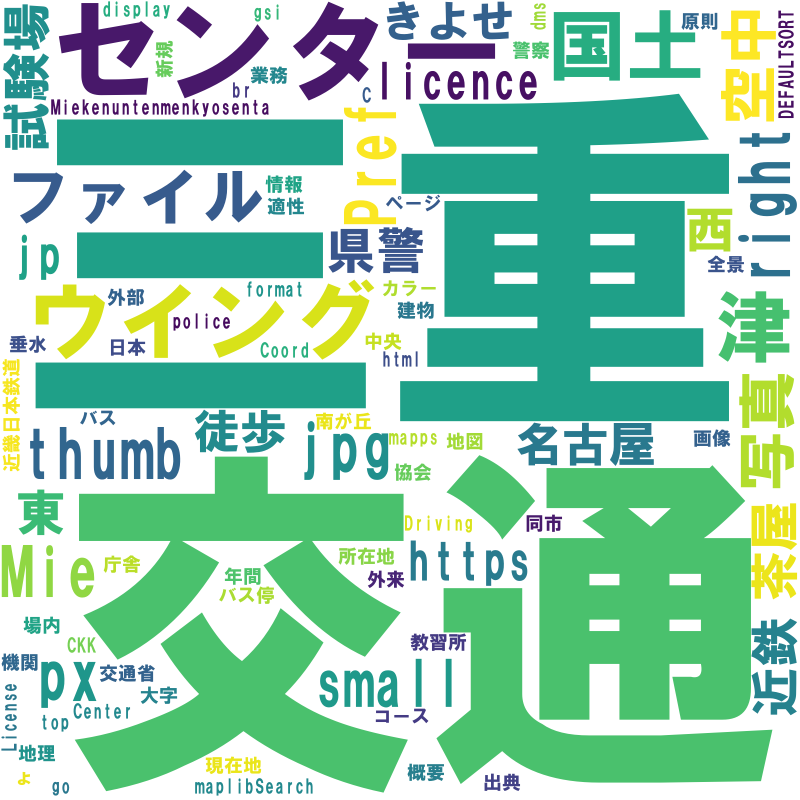 display
gsi
dms
センター
きよせ
国土
原則
空中
DEFAULTSORT
試験場
新規
業務
br
c
licence
警察
Miekenuntenmenkyosenta
三重
Pref
right
ファイル
情報
適性
ページ
西
jp
県警
全景
外部
format
カラー
建物
津
ウイング
police
垂水
日本
Coord
中央
html
近畿日本鉄道
バス
徒歩
南が丘
写真
thumb
jpg
mapps
地図
名古屋
画像
協会
東
交通
Driving
同市
Mie
庁舎
年間
所在地
外来
https
茶屋
バス停
場内
CKK
教習所
機関
px
交通省
small
近鉄
大字
License
top
Center
コース
地理
現在地
概要
go
maplibSearch
出典